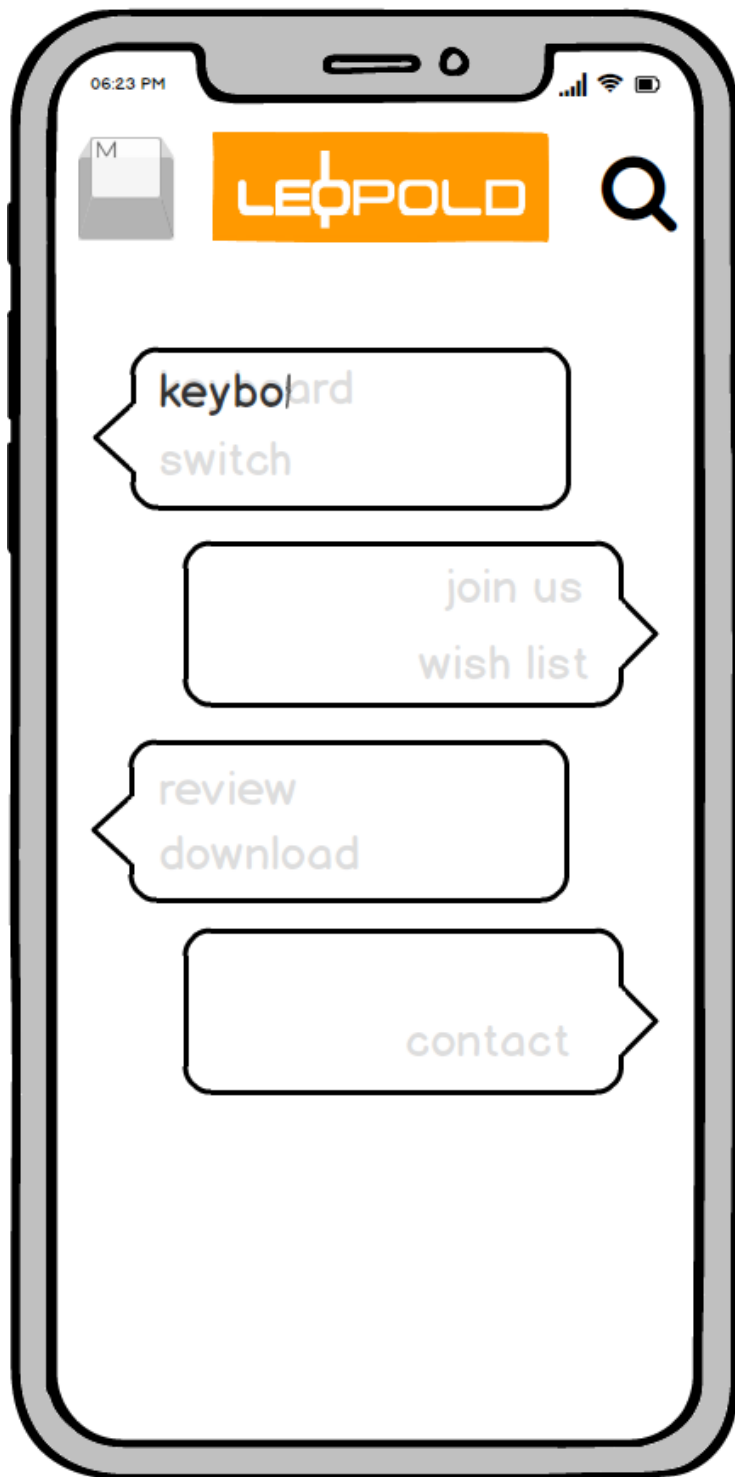 06:23 PM
M
LEOPOLD
keyboard
switch
join us
wish list
review
download
contact